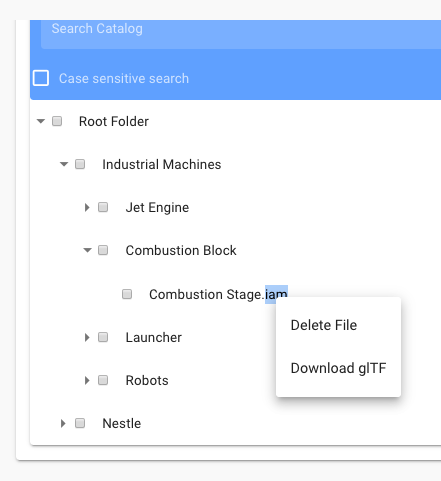 Search Catalog
Case sensitive search
Root Folder
Industrial Machines
Jet Engine
Combustion Block
Combustion Stage.iam
Delete File
Launcher
Download glTF
Robots
Nestle